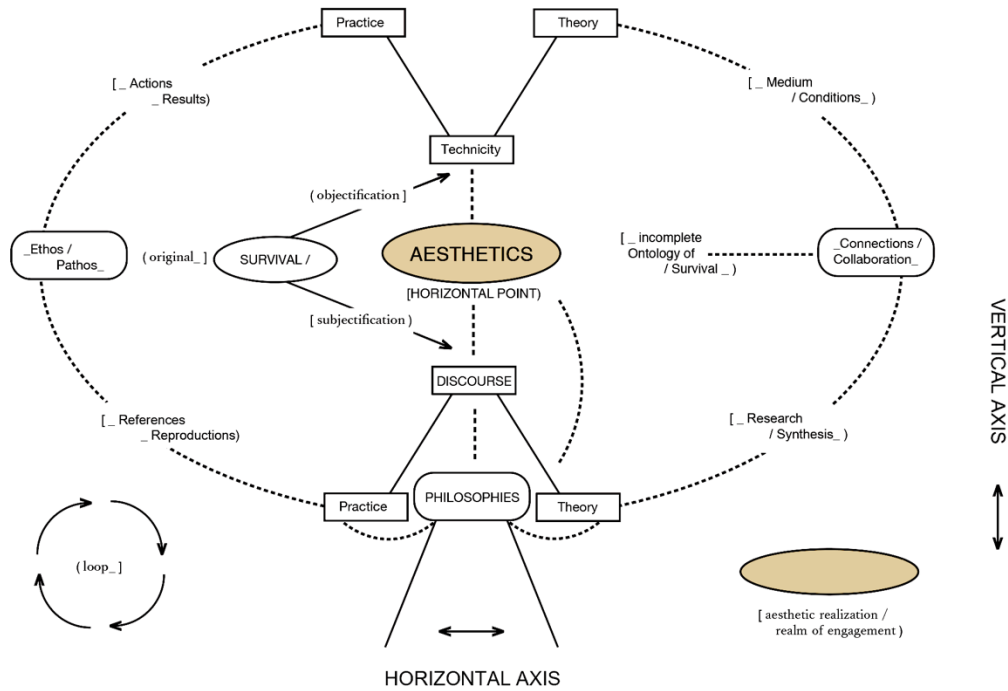 Practice
Theory
[ _ Actions
_ Results)
[ _ Medium
/ Conditions_ )
Technicity
( objectification ]
_Ethos /
Pathos_
( original_ ]
SURVIVAL /
AESTHETICS
[HORIZONTAL POINT)
[ _ incomplete
Ontology of
/ Survival _ )
_Connections /
Collaboration_
[ subjectification )
VERTICAL AXIS
DISCOURSE
[ _ References
_ Reproductions)
[ _ Research
/ Synthesis_ )
Practice
PHILOSOPHIES
Theory
( loop_ ]
[ aesthetic realization /
realm of engagement )
HORIZONTAL AXIS